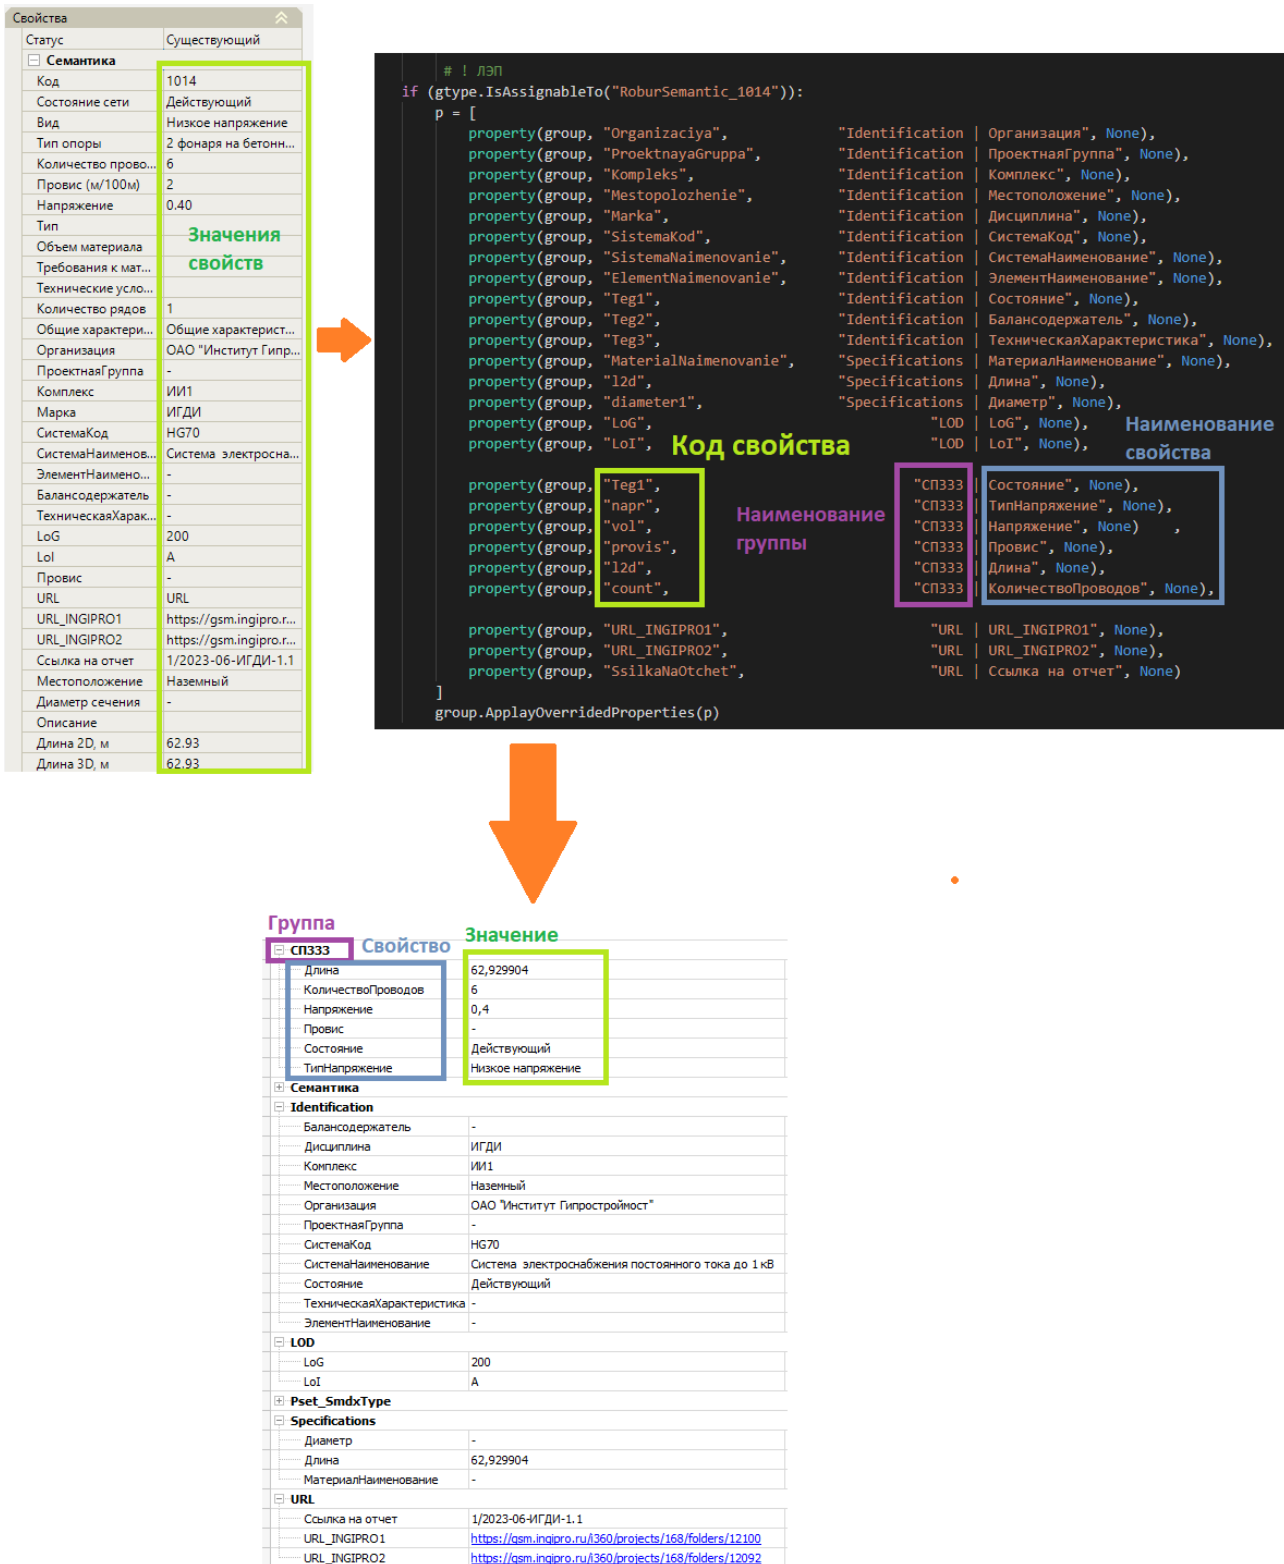 Свойства
Статус Существующий
Семантика
Код 1014
Состояние сети Действующий
Вид Низкое напряжение
Тип опоры 2 фонаря на бетонн...
Количество прово... 6
Провис (м/100м) 2
Напряжение 0.40
Тип
Объем материала
Требования к мат...
Технические усло...
Количество рядов 1
Общие характери... Общие характерист...
Организация ОАО "Институт Гипр...
ПроектнаяГруппа -
Комплекс ИИ1
Марка ИГДИ
СистемаКод HG70
СистемаНаименов... Система электросна...
ЭлементНаимено... -
Балансодержатель -
ТехническаяХарак... -
LoG 200
LoI A
Провис -
URL URL
URL_INGIPRO1 https://gsm.ingipro.r...
URL_INGIPRO2 https://gsm.ingipro.r...
Ссылка на отчет 1/2023-06-ИГДИ-1.1
Местоположение Наземный
Диаметр сечения -
Описание
Длина 2D, м 62.93
Длина 3D, м 62.93
Значения
свойств
# ! ЛЭП
if (gtype.IsAssignableTo("RoburSemantic_1014")):
p = [
property(group, "Organizaciya", "Identification | Организация", None),
property(group, "ProektnayaGruppa", "Identification | ПроектнаяГруппа", None),
property(group, "Kompleks", "Identification | Комплекс", None),
property(group, "Mestopolozhenie", "Identification | Местоположение", None),
property(group, "Marka", "Identification | Дисциплина", None),
property(group, "SistemaKod", "Identification | СистемаКод", None),
property(group, "SistemaNaimenovanie", "Identification | СистемаНаименование", None),
property(group, "ElementNaimenovanie", "Identification | ЭлементНаименование", None),
property(group, "Teg1", "Identification | Состояние", None),
property(group, "Teg2", "Identification | Балансодержатель", None),
property(group, "Teg3", "Identification | ТехническаяХарактеристика", None),
property(group, "MaterialNaimenovanie", "Specifications | МатериалНаименование", None),
property(group, "l2d", "Specifications | Длина", None),
property(group, "diameter1", "Specifications | Диаметр", None),
property(group, "LoG", "LOD | LoG", None),
property(group, "LoI", "LOD | LoI", None),
Код свойства
Наименование
свойства
property(group, "Teg1", "СП333 | Состояние", None),
property(group, "napr", "СП333 | ТипНапряжение", None),
property(group, "vol", "СП333 | Напряжение", None) ,
property(group, "provis", "СП333 | Провис", None),
property(group, "l2d", "СП333 | Длина", None),
property(group, "count", "СП333 | КоличествоПроводов", None),
Наименование
группы
property(group, "URL_INGIPRO1", "URL | URL_INGIPRO1", None),
property(group, "URL_INGIPRO2", "URL | URL_INGIPRO2", None),
property(group, "SsilkaNaOtchet", "URL | Ссылка на отчет", None)
]
group.ApplayOverridedProperties(p)
Группа
Свойство
Значение
СП333
Длина 62,929904
КоличествоПроводов 6
Напряжение 0,4
Провис -
Состояние Действующий
ТипНапряжение Низкое напряжение
Семантика
Identification
Балансодержатель -
Дисциплина ИГДИ
Комплекс ИИ1
Местоположение Наземный
Организация ОАО "Институт Гипростроймост"
ПроектнаяГруппа -
СистемаКод HG70
СистемаНаименование Система электроснабжения постоянного тока до 1 кВ
Состояние Действующий
ТехническаяХарактеристика -
ЭлементНаименование -
LOD
LoG 200
LoI A
Pset_SmdxType
Specifications
Диаметр -
Длина 62,929904
МатериалНаименование -
URL
Ссылка на отчет 1/2023-06-ИГДИ-1.1
URL_INGIPRO1 https://gsm.ingipro.ru/i360/projects/168/folders/12100
URL_INGIPRO2 https://gsm.ingipro.ru/i360/projects/168/folders/12092